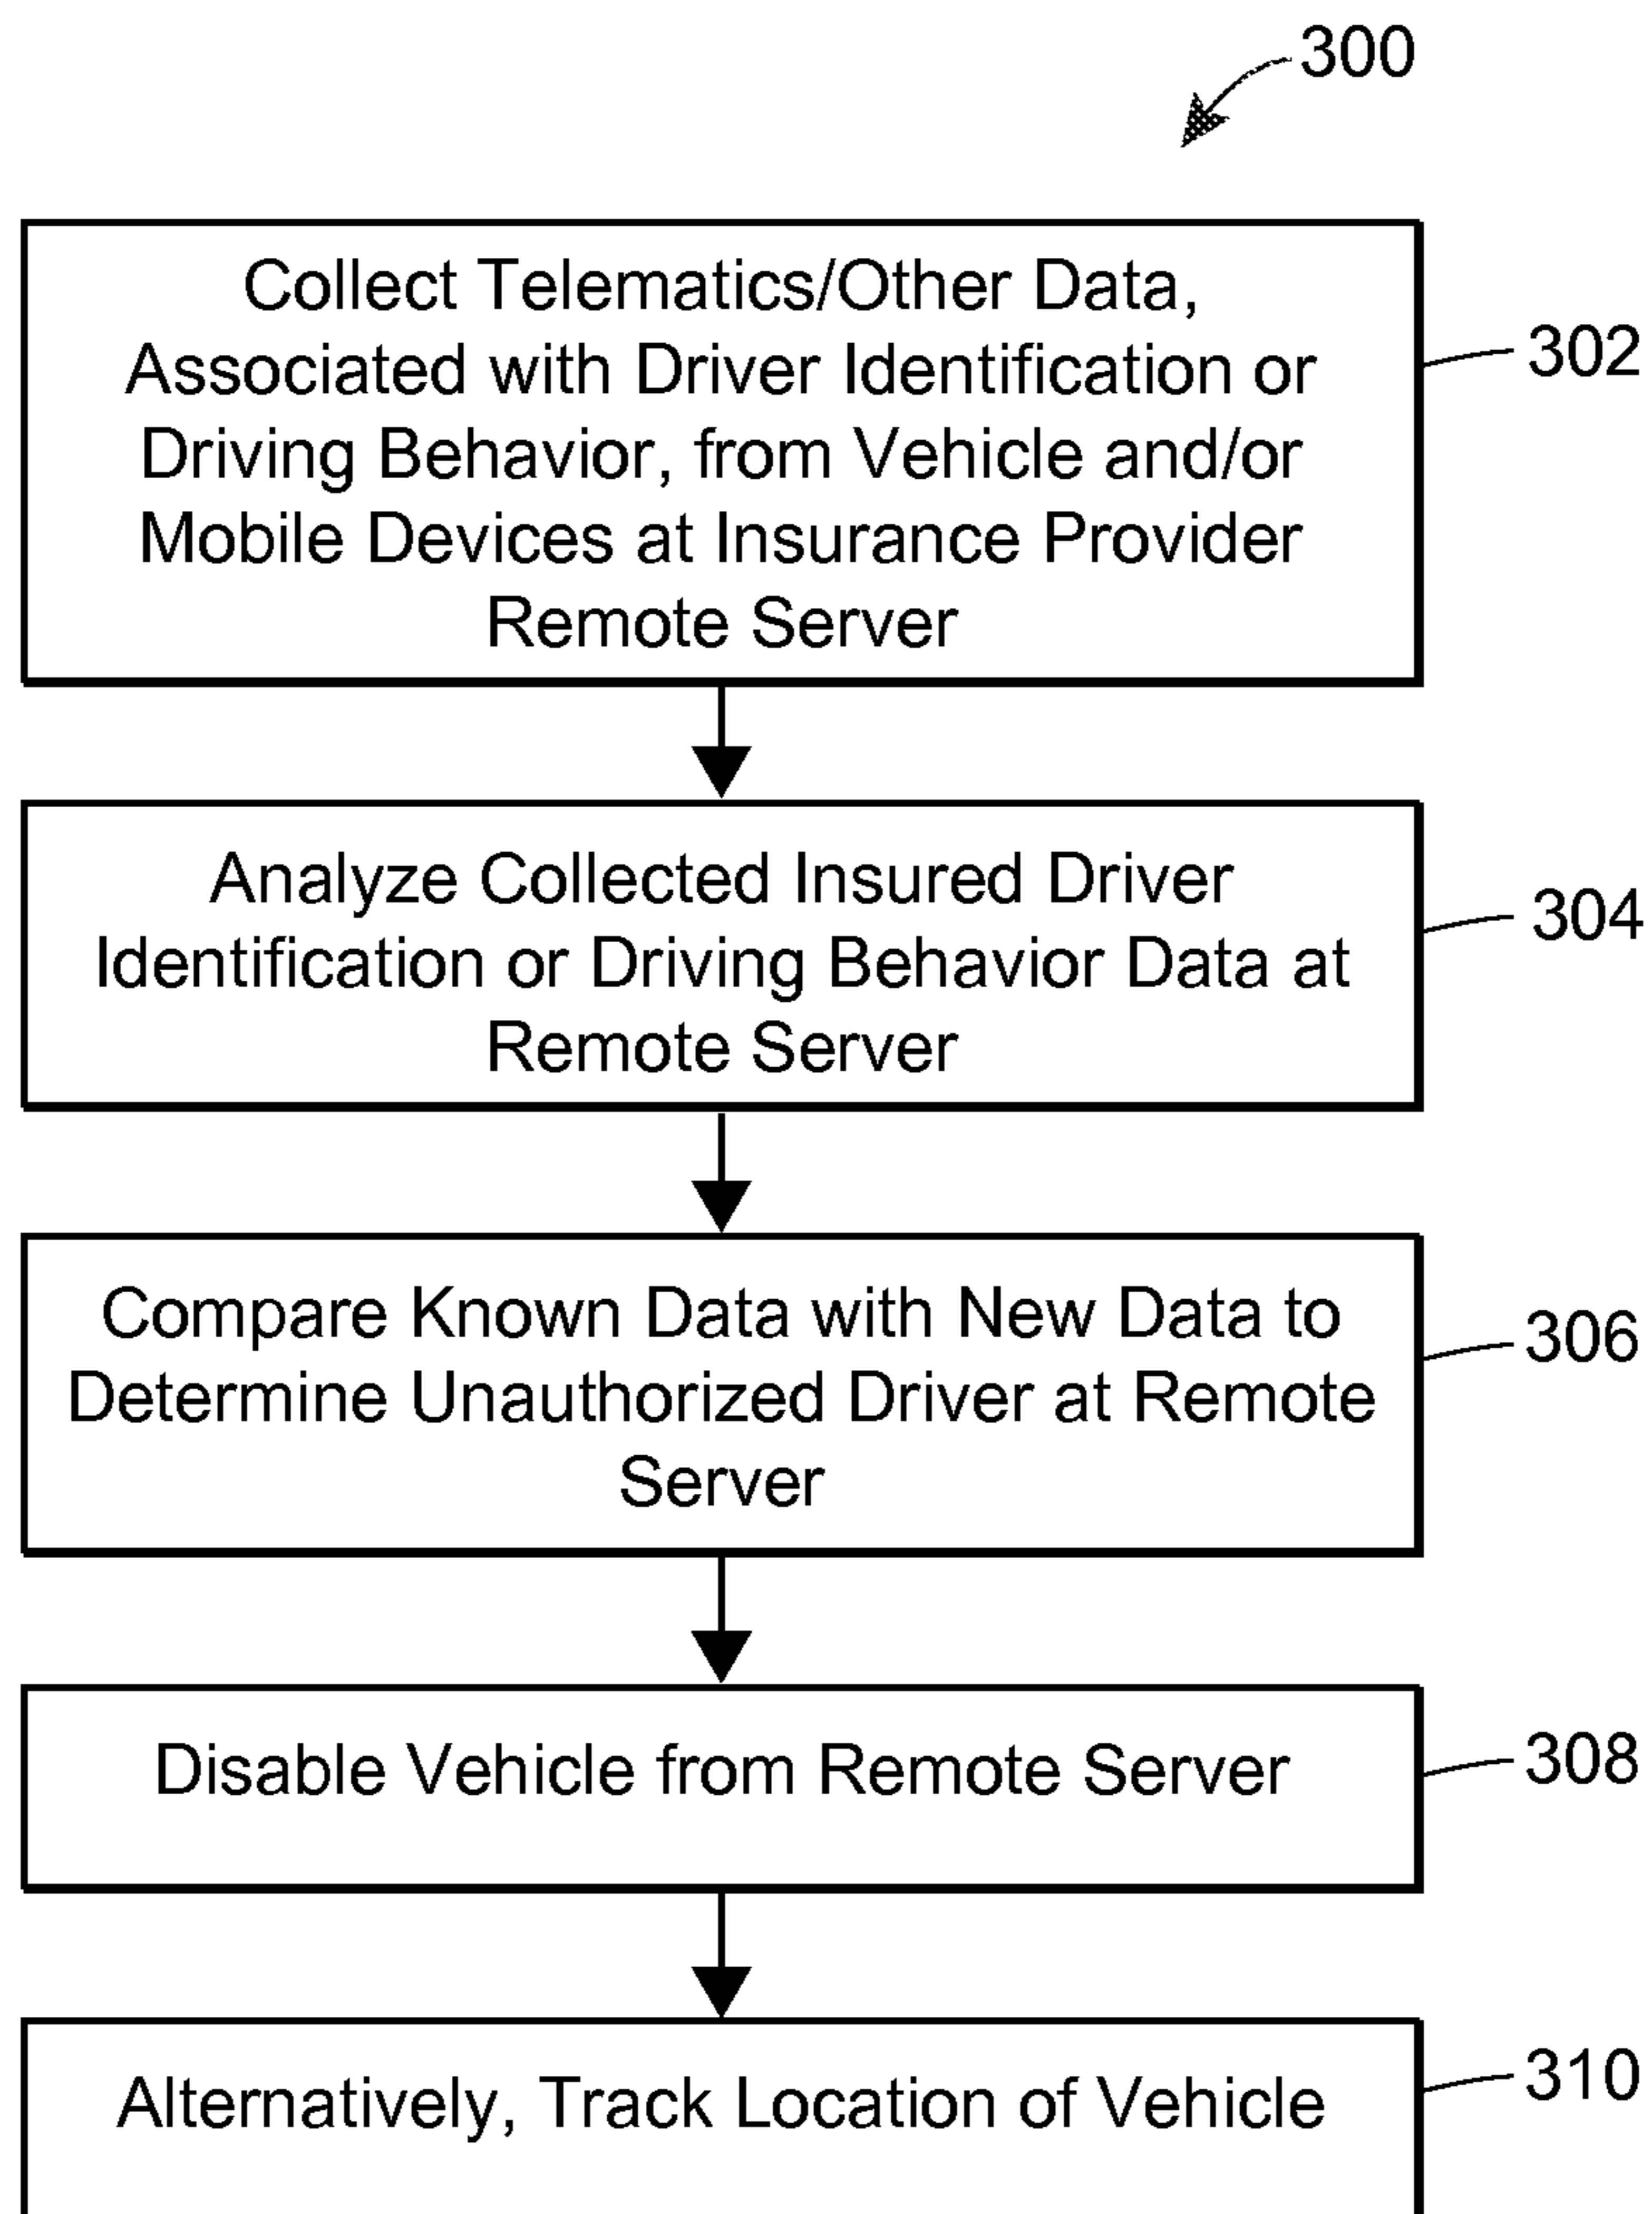 300
Collect Telematics/Other Data,
Associated with Driver Identification or
Driving Behavior, from Vehicle and/or
Mobile Devices at Insurance Provider
Remote Server
302
Analyze Collected Insured Driver
Identification or Driving Behavior Data at
Remote Server
304
Compare Known Data with New Data to
Determine Unauthorized Driver at Remote
Server
306
Disable Vehicle from Remote Server
308
Alternatively, Track Location of Vehicle
310